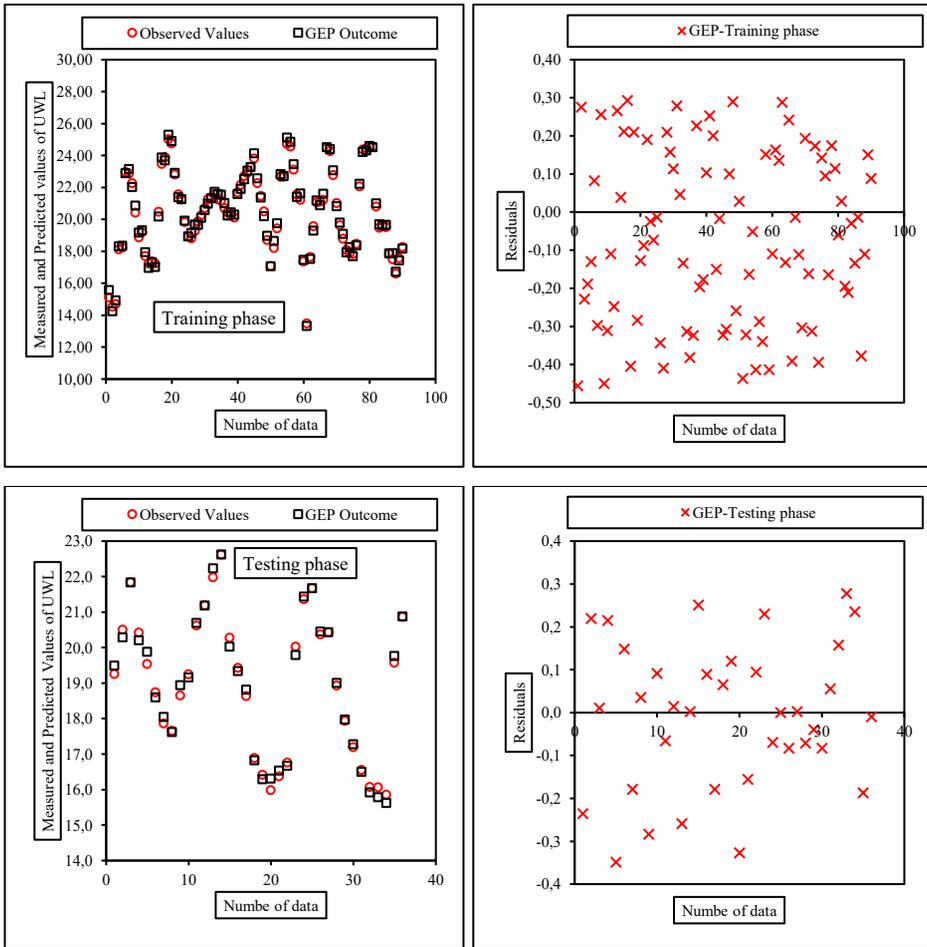 Observed Values GEP Outcome
Measured and Predicted values of UWL
30,00
28,00
26,00
24,00
22,00
20,00
18,00
16,00
14,00
12,00
10,00
Training phase
0 20 40 60 80 100
Numbe of data
GEP-Training phase
Residuals
0,40
0,30
0,20
0,10
0,00
-0,10
-0,20
-0,30
-0,40
-0,50
0 20 40 60 80 100
Numbe of data
Observed Values GEP Outcome
Measured and Predicted Values of UWL
23,0
22,0
21,0
20,0
19,0
18,0
17,0
16,0
15,0
14,0
Testing phase
0 10 20 30 40
Numbe of data
GEP-Testing phase
Residuals
0,4
0,3
0,2
0,1
0,0
-0,1
-0,2
-0,3
-0,4
0 10 20 30 40
Numbe of data